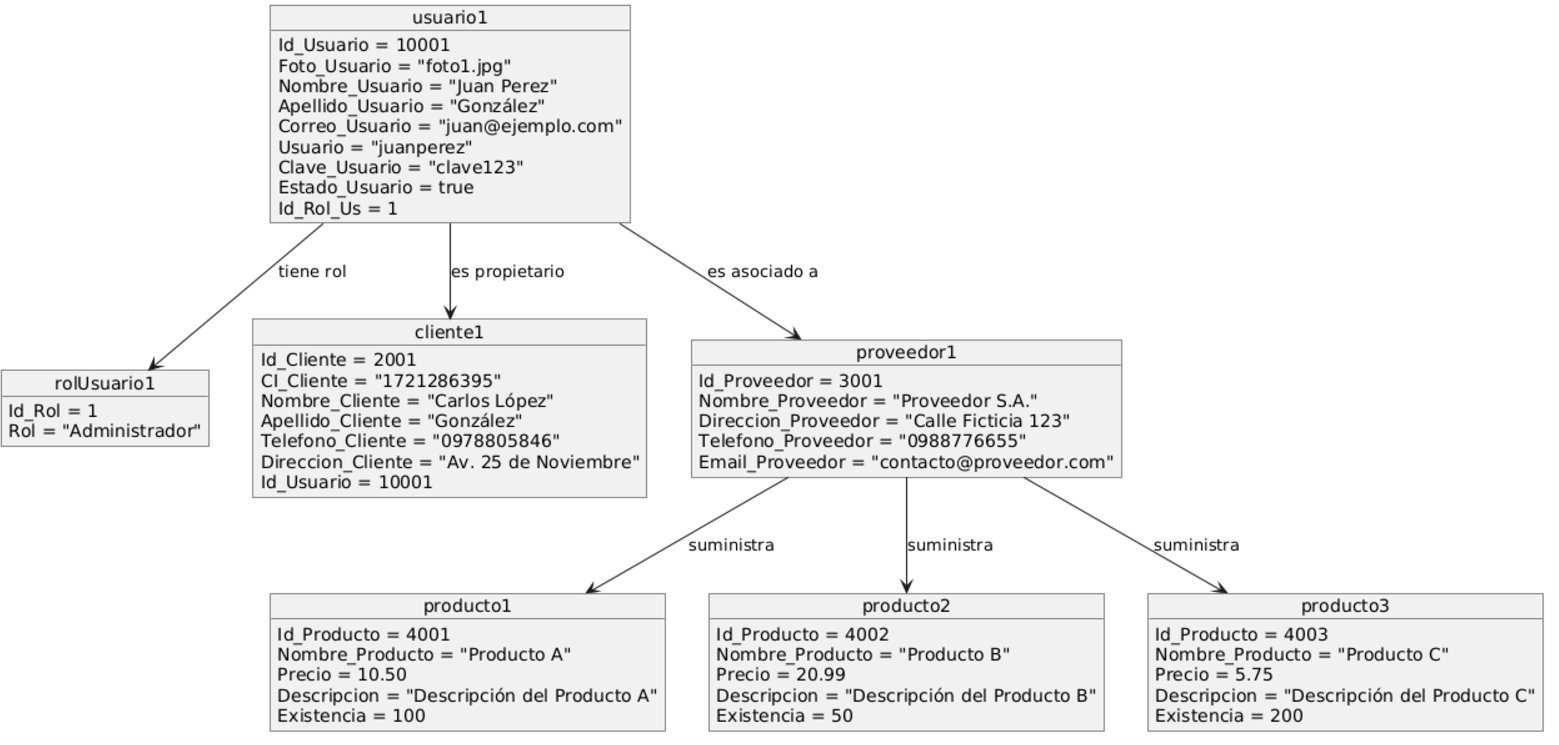 usuario1
Id_Usuario = 10001
Foto_Usuario = "foto1.jpg"
Nombre_Usuario = "Juan Perez"
Apellido_Usuario = "González"
Correo_Usuario = "juan@ejemplo.com"
Usuario = "juanperez"
Clave_Usuario = "clave123"
Estado_Usuario = true
Id_Rol_Us = 1
tiene rol
es propietario
es asociado a
rolUsuario1
Id_Rol = 1
Rol = "Administrador"
cliente1
Id_Cliente = 2001
CI_Cliente = "1721286395"
Nombre_Cliente = "Carlos López"
Apellido_Cliente = "González"
Telefono_Cliente = "0978805846"
Direccion_Cliente = "Av. 25 de Noviembre"
Id_Usuario = 10001
proveedor1
Id_Proveedor = 3001
Nombre_Proveedor = "Proveedor S.A."
Direccion_Proveedor = "Calle Ficticia 123"
Telefono_Proveedor = "0988776655"
Email_Proveedor = "contacto@proveedor.com"
suministra
suministra
suministra
producto1
Id_Producto = 4001
Nombre_Producto = "Producto A"
Precio = 10.50
Descripcion = "Descripción del Producto A"
Existencia = 100
producto2
Id_Producto = 4002
Nombre_Producto = "Producto B"
Precio = 20.99
Descripcion = "Descripción del Producto B"
Existencia = 50
producto3
Id_Producto = 4003
Nombre_Producto = "Producto C"
Precio = 5.75
Descripcion = "Descripción del Producto C"
Existencia = 200